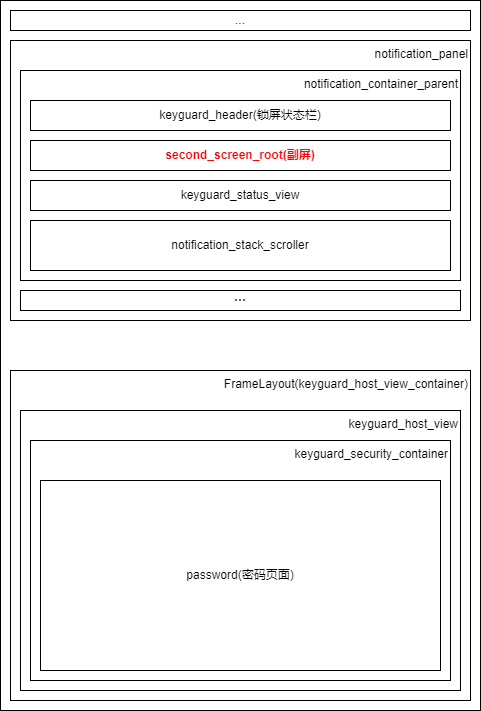 ...
notification_panel
notification_container_parent
keyguard_header(锁屏状态栏)
second_screen_root(副屏)
keyguard_status_view
notification_stack_scroller
...
FrameLayout(keyguard_host_view_container)
keyguard_host_view
keyguard_security_container
password(密码页面)